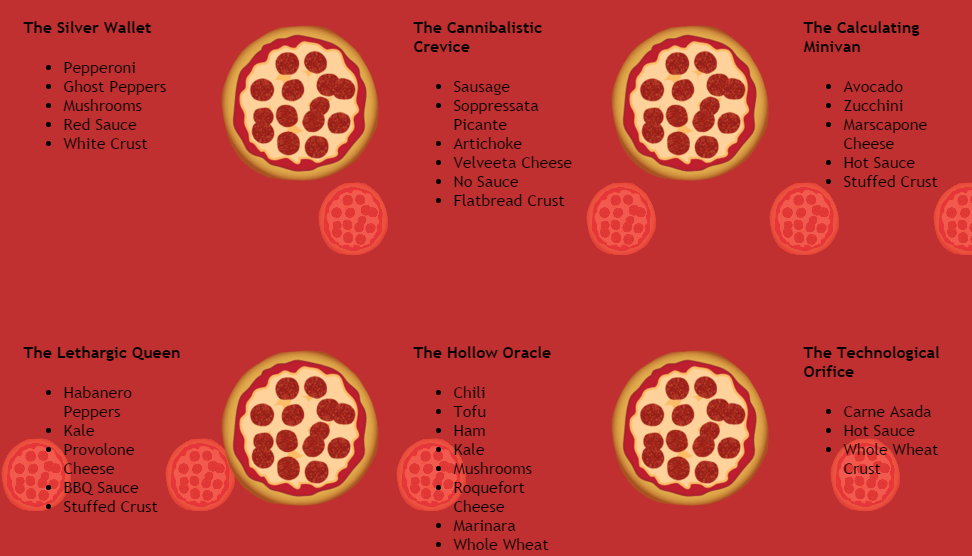 The Silver Wallet
Pepperoni
Ghost Peppers
Mushrooms
Red Sauce
White Crust
The Cannibalistic
Crevice
Sausage
Soppressata
Picante
Artichoke
Velveeta Cheese
No Sauce
Flatbread Crust
The Calculating
Minivan
Avocado
Zucchini
Marscapone
Cheese
Hot Sauce
Stuffed Crust
The Lethargic Queen
Habanero
Peppers
Kale
Provolone
Cheese
BBQ Sauce
Stuffed Crust
The Hollow Oracle
Chili
Tofu
Ham
Kale
Mushrooms
Roquefort
Cheese
Marinara
Whole Wheat
The Technological
Orifice
Carne Asada
Hot Sauce
Whole Wheat
Crust